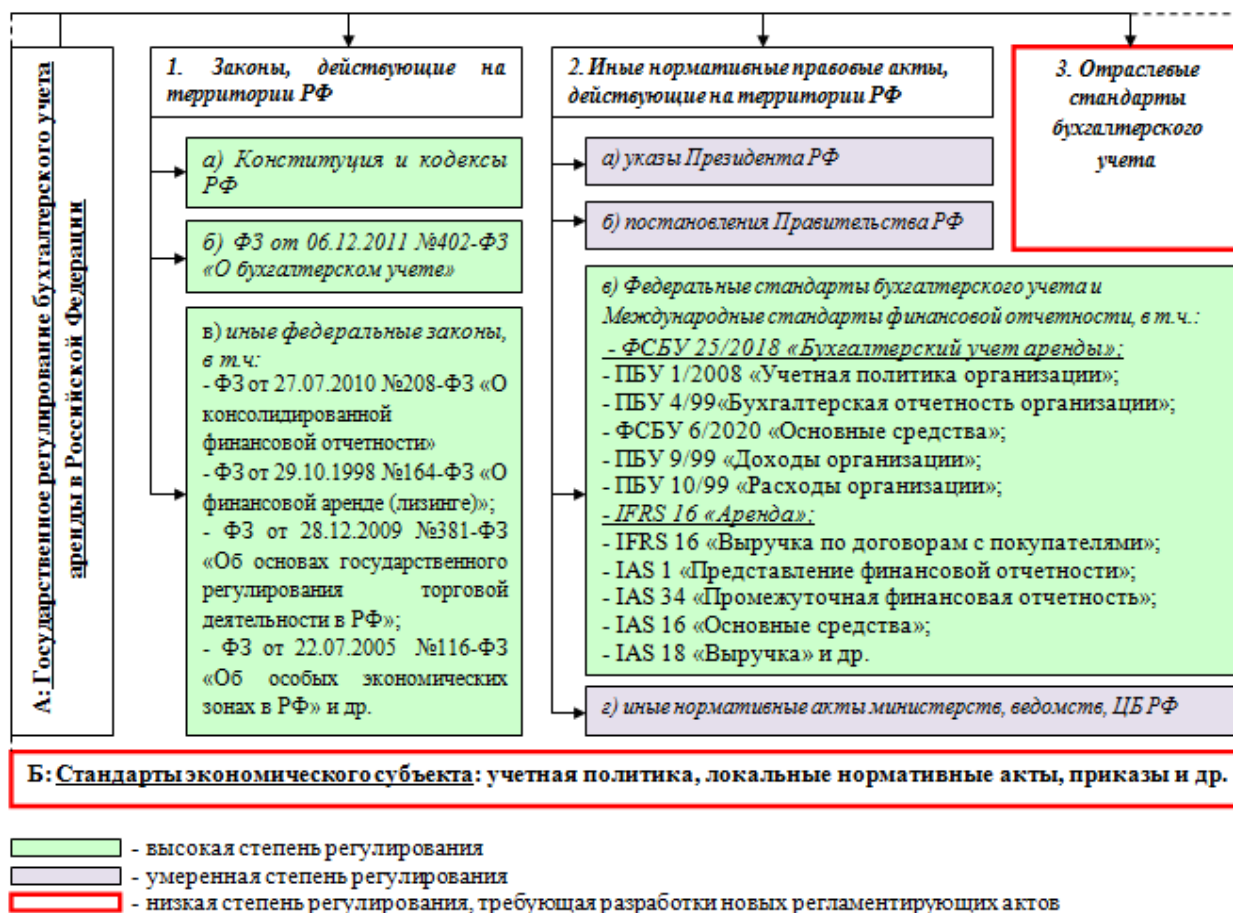 А: Государственное регулирование бухгалтерского учета
аренды в Российской Федерации
1. Законы, действующие на
территории РФ
а) Конституция и кодексы
РФ
б) ФЗ от 06.12.2011 №402-ФЗ
«О бухгалтерском учете»
в) иные федеральные законы,
в т.ч:
- ФЗ от 27.07.2010 №208-ФЗ «О
консолидированной
финансовой отчетности»
- ФЗ от 29.10.1998 №164-ФЗ «О
финансовой аренде (лизинге)»;
- ФЗ от 28.12.2009 №381-ФЗ
«Об основах государственного
регулирования торговой
деятельности в РФ»;
- ФЗ от 22.07.2005 №116-ФЗ
«Об особых экономических
зонах в РФ» и др.
2. Иные нормативные правовые акты,
действующие на территории РФ
а) указы Президента РФ
б) постановления Правительства РФ
в) Федеральные стандарты бухгалтерского учета и
Международные стандарты финансовой отчетности, в т.ч.:
- ФСБУ 25/2018 «Бухгалтерский учет аренды»;
- ПБУ 1/2008 «Учетная политика организации»;
- ПБУ 4/99«Бухгалтерская отчетность организации»;
- ФСБУ 6/2020 «Основные средства»;
- ПБУ 9/99 «Доходы организации»;
- ПБУ 10/99 «Расходы организации»;
- IFRS 16 «Аренда»;
- IFRS 16 «Выручка по договорам с покупателями»;
- IAS 1 «Представление финансовой отчетности»;
- IAS 34 «Промежуточная финансовая отчетность»;
- IAS 16 «Основные средства»;
- IAS 18 «Выручка» и др.
г) иные нормативные акты министерств, ведомств, ЦБ РФ
3. Отраслевые
стандарты
бухгалтерского
учета
Б: Стандарты экономического субъекта: учетная политика, локальные нормативные акты, приказы и др.
- высокая степень регулирования
- умеренная степень регулирования
- низкая степень регулирования, требующая разработки новых регламентирующих актов